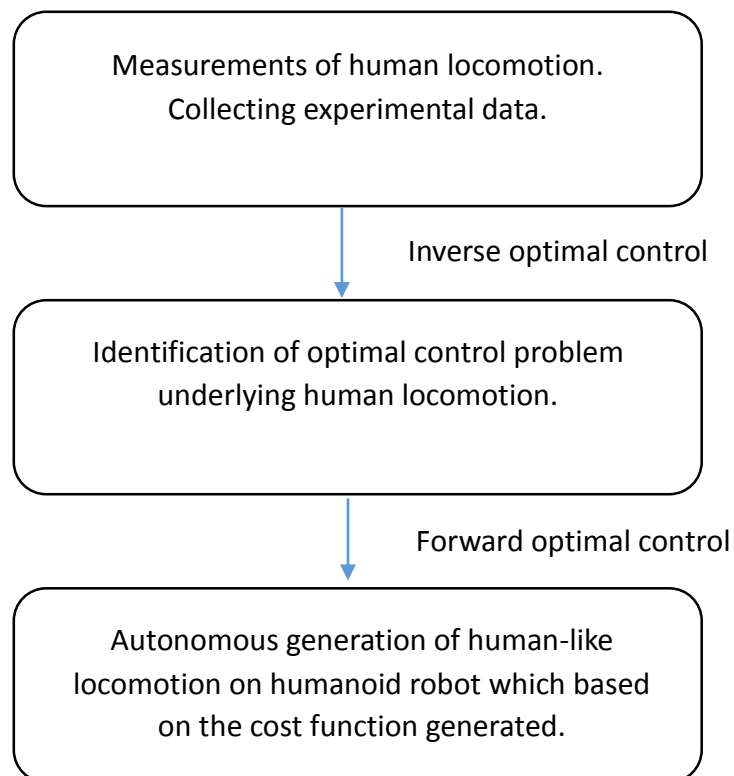 Measurements of human locomotion.
Collecting experimental data.
Inverse optimal control
Identification of optimal control problem
underlying human locomotion.
Forward optimal control
Autonomous generation of human-like
locomotion on humanoid robot which based
on the cost function generated.